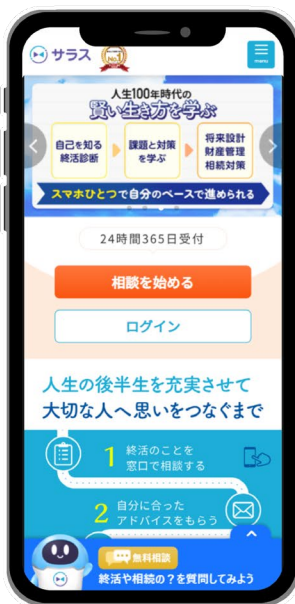 サラス
No.1
menu
人生100年時代の
賢い生き方を学ぶ
自己を知る
終活診断
課題と対策
を学ぶ
将来設計
財産管理
相続対策
スマホひとつで自分のペースで進められる
24時間365日受付
相談を始める
ログイン
人生の後半生を充実させて
大切な人へ思いをつなぐまで
1 終活のことを
窓口で相談する
2 自分に合った
アドバイスをもらう
無料相談
終活や相続の?を質問してみよう